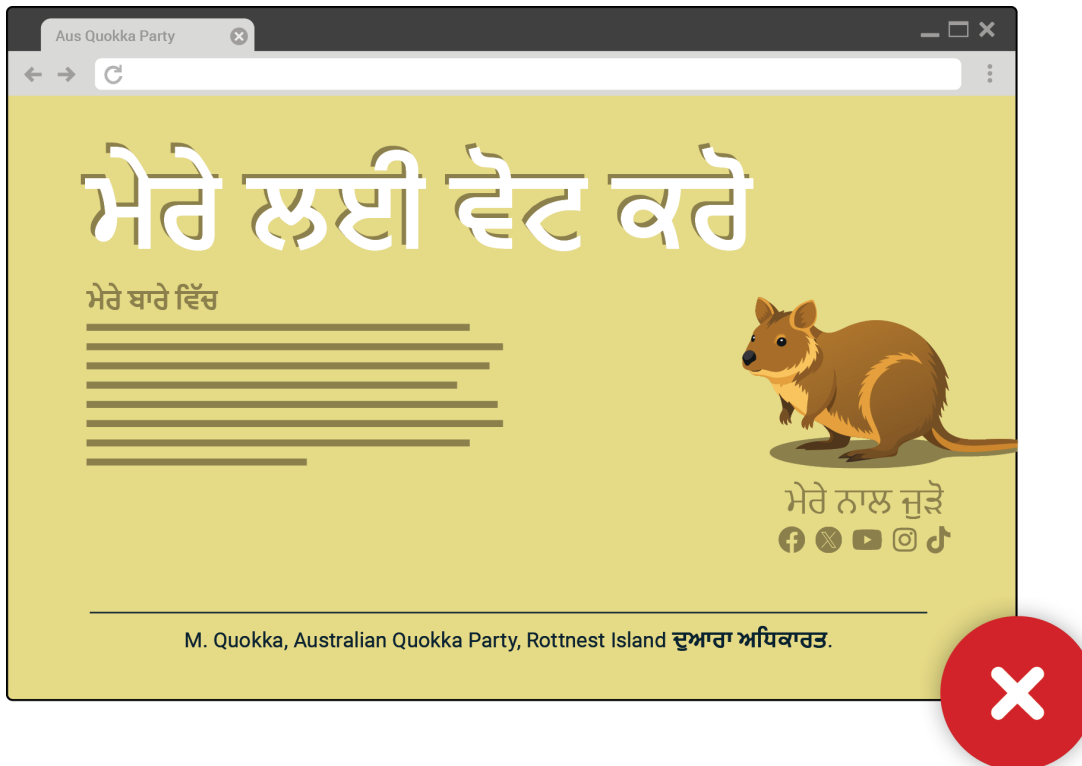 Aus Quokka Party
ਮੇਰੇ ਲਈ ਵੋਟ ਕਰੋ
ਮੇਰੇ ਬਾਰੇ ਵਿੱਚ
ਮੇਰੇ ਨਾਲ ਜੁੜੋ
M. Quokka, Australian Quokka Party, Rottnest Island ਦੁਆਰਾ ਅਧਿਕਾਰਤ.